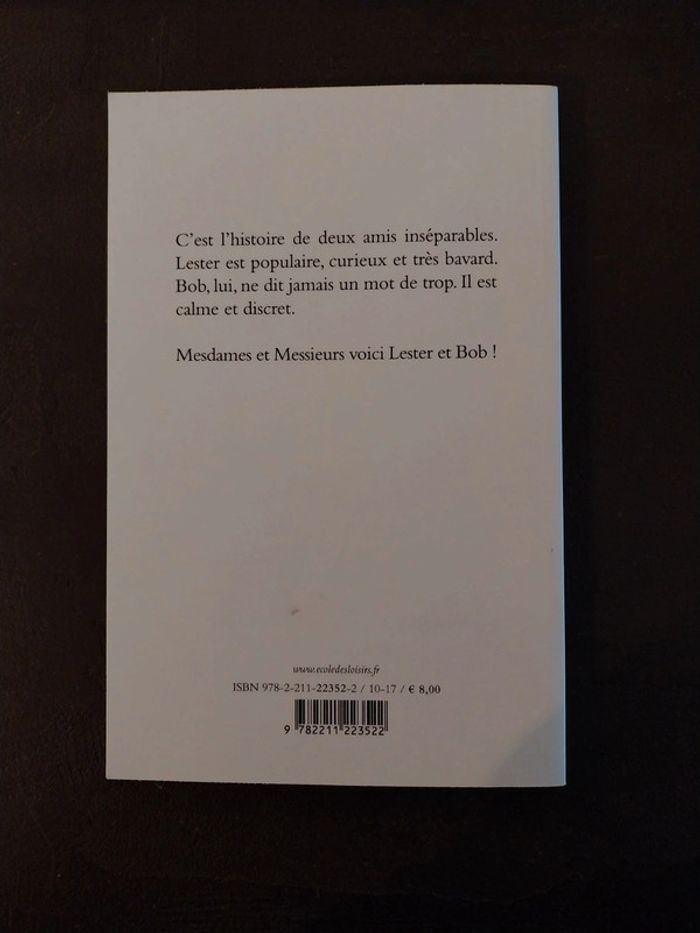 C'est l'histoire de deux amis inséparables.
Lester est populaire, curieux et très bavard.
Bob, lui, ne dit jamais un mot de trop. Il est
calme et discret.
Mesdames et Messieurs voici Lester et Bob !
www.ecoledesloisirs.fr
ISBN 978-2-211-22352-2 / 10-17 / € 8,00
9 782211 223522